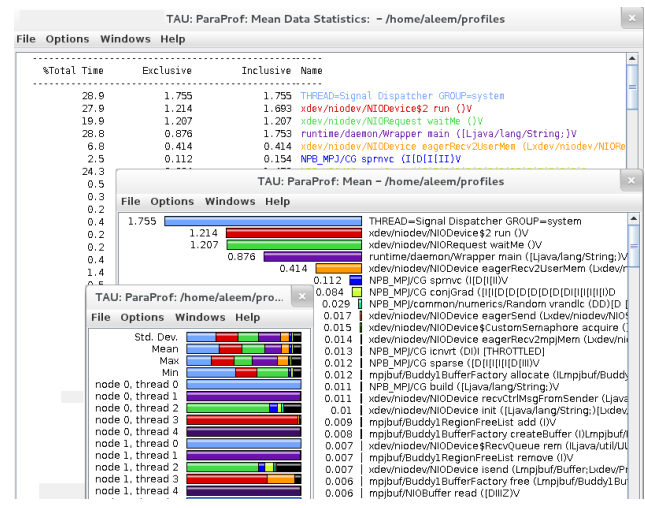 TAU: ParaProf: Mean Data Statistics: – /home/aleem/profiles
File Options Windows Help
%Total Time Exclusive Inclusive Name
28.9 1.755 1.755 THREAD=Signal Dispatcher GROUP=system
27.9 1.214 1.693 xdev/niodev/NIODevice$2 run ()V
19.9 1.207 1.207 xdev/niodev/NIORequest waitMe ()V
28.8 0.876 1.753 runtime/daemon/Wrapper main ([Ljava/lang/String;)V
6.8 0.414 0.414 xdev/niodev/NIODevice eagerRecv2UserMem (Lxdev/niodev/NIORe
2.5 0.112 0.154 NPB_MPJ/CG sprnvc (I[D[I[II)V
24.3
0.5
0.3
0.2
0.4
0.2
0.2
0.4
1.4
TAU: ParaProf: Mean – /home/aleem/profiles
File Options Windows Help
1.755 THREAD=Signal Dispatcher GROUP=system
1.214 xdev/niodev/NIODevice$2 run ()V
1.207 xdev/niodev/NIORequest waitMe ()V
0.876 runtime/daemon/Wrapper main ([Ljava/lang/String;)V
0.414 xdev/niodev/NIODevice eagerRecv2UserMem (Lxdev/n
0.112 NPB_MPJ/CG sprnvc (I[D[I[II)V
0.084 NPB_MPJ/CG conjGrad
0.029 NPB_MPJ/common/numerics/Random vrandlc (DD)[D [
0.017 xdev/niodev/NIODevice eagerSend (Lxdev/niodev/NIO
0.015 xdev/niodev/NIODevice$CustomSemaphore acquire (
0.014 xdev/niodev/NIODevice eagerRecv2mpjMem (Lxdev/ni
0.013 NPB_MPJ/CG icnvrt (DI)I [THROTTLED]
0.012 NPB_MPJ/CG sparse
0.012 mpjbuf/Buddy1BufferFactory allocate (ILmpjbuf/Buddy
0.011 NPB_MPJ/CG build ([Ljava/lang/String;)V
0.011 xdev/niodev/NIODevice recvCtrlMsgFromSender (Ljava
0.01 xdev/niodev/NIODevice init ([Ljava/lang/String;)[Lxdev/
0.009 mpjbuf/Buddy1RegionFreeList add (I)V
0.008 mpjbuf/Buddy1BufferFactory createBuffer (I)Lmpjbuf/
0.007 xdev/niodev/NIODevice$RecvQueue rem (ILjava/util/U
0.007 mpjbuf/Buddy1RegionFreeList remove (I)V
0.007 xdev/niodev/NIODevice isend (Lmpjbuf/Buffer;Lxdev/P
0.006 mpjbuf/Buddy1BufferFactory free (Lmpjbuf/Buddy1Bu
0.006 mpjbuf/NIOBuffer read ([DIIIZ)V
TAU: ParaProf: /home/aleem/pro...
File Options Windows Help
Std. Dev.
Mean
Max
Min
node 0, thread 0
node 0, thread 1
node 0, thread 2
node 0, thread 3
node 0, thread 4
node 1, thread 0
node 1, thread 1
node 1, thread 2
node 1, thread 3
node 1, thread 4